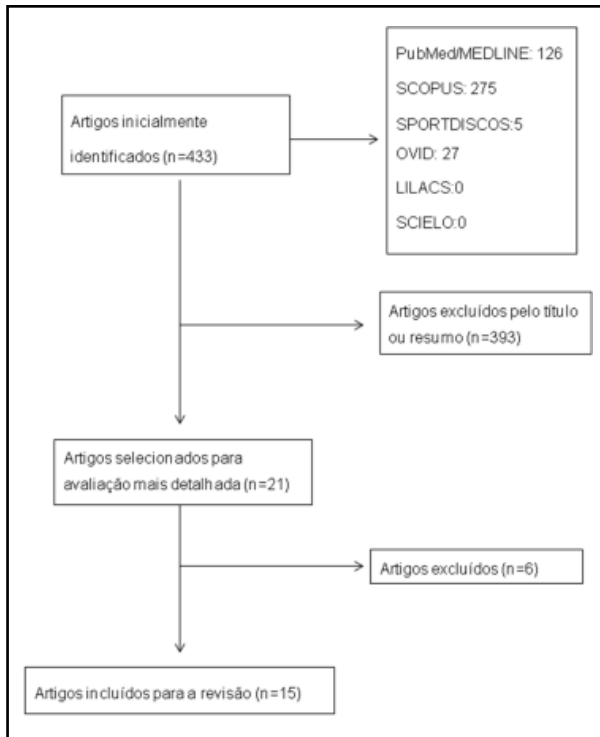 Artigos inicialmente
identificados (n=433)
PubMed/MEDLINE: 126
SCOPUS: 275
SPORTDISCOS:5
OVID: 27
LILACS:0
SCIELO:0
Artigos excluídos pelo título
ou resumo (n=393)
Artigos selecionados para
avaliação mais detalhada (n=21)
Artigos excluídos (n=6)
Artigos incluídos para a revisão (n=15)